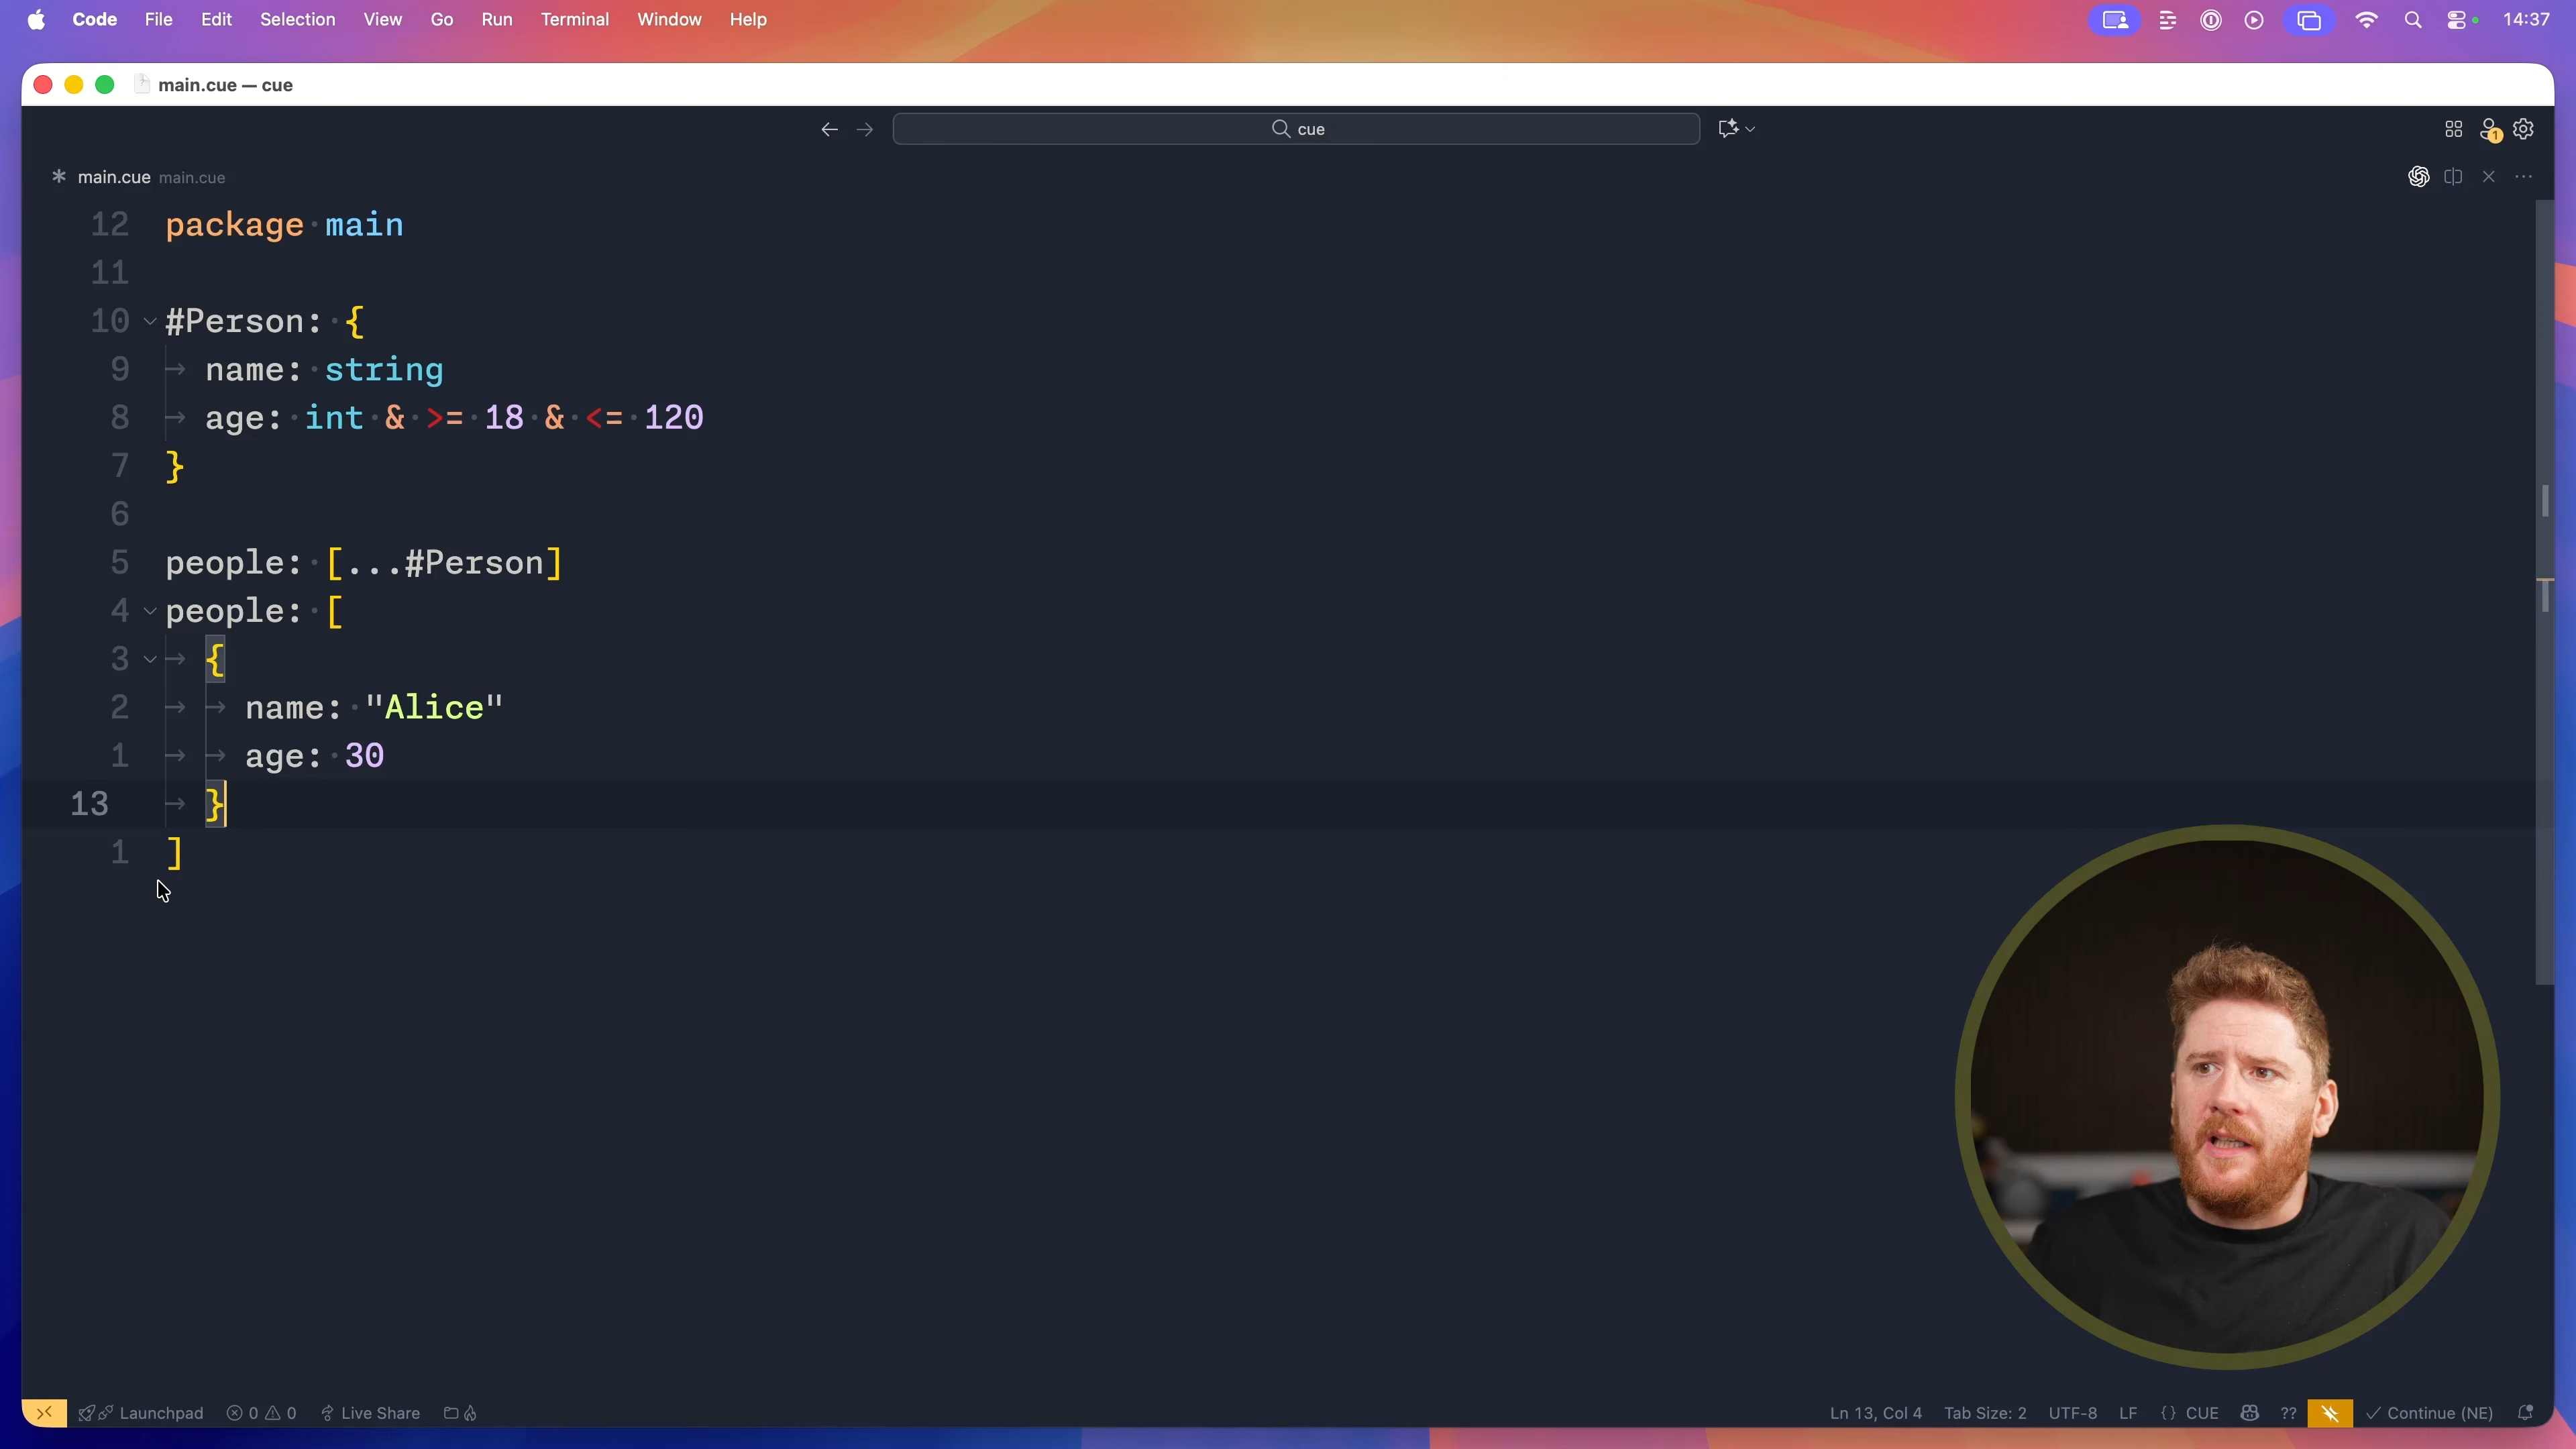 Code File Edit Selection View Go Run Terminal Window Help 14:37
main.cue — cue
cue
1
main.cue main.cue
12 package main
11
10 #Person: {
9 name: string
8 age: int & >= 18 & <= 120
7 }
6
5 people: [...#Person]
4 people: [
3 {
2 name: "Alice"
1 age: 30
13 }
1 ]
Launchpad 0 0 Live Share Ln 13, Col 4 Tab Size: 2 UTF-8 LF {} CUE ?? Continue (NE)